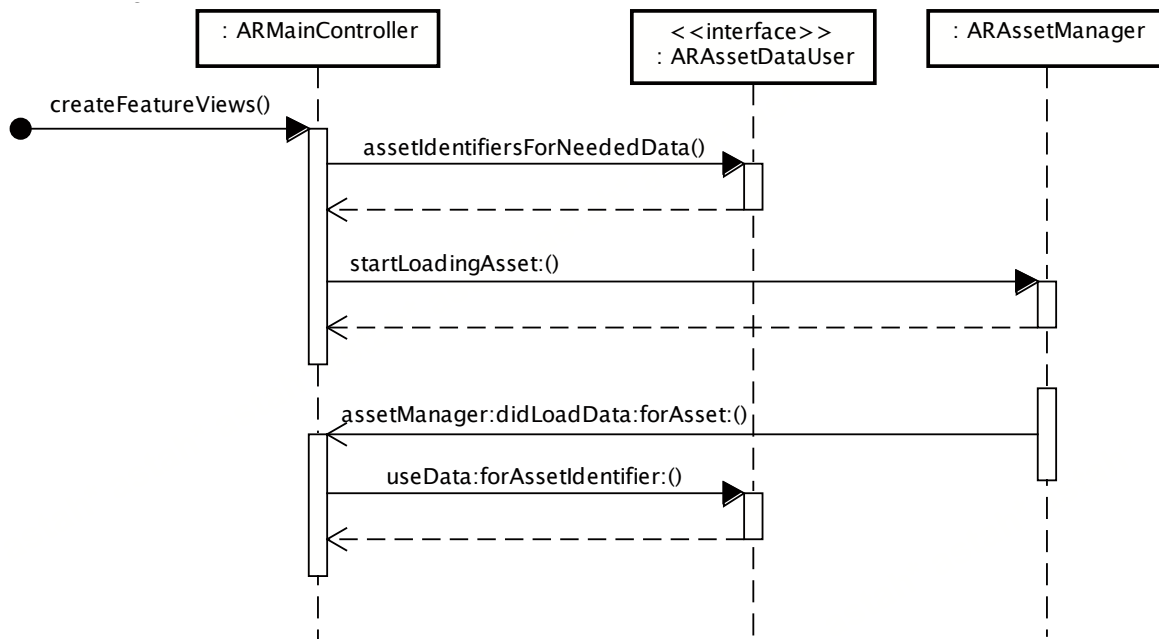 : ARMainController
<<interface>>
: ARAssetDataUser
: ARAssetManager
createFeatureViews()
assetIdentifiersForNeededData()
startLoadingAsset:()
assetManager:didLoadData:forAsset:()
useData:forAssetIdentifier:()